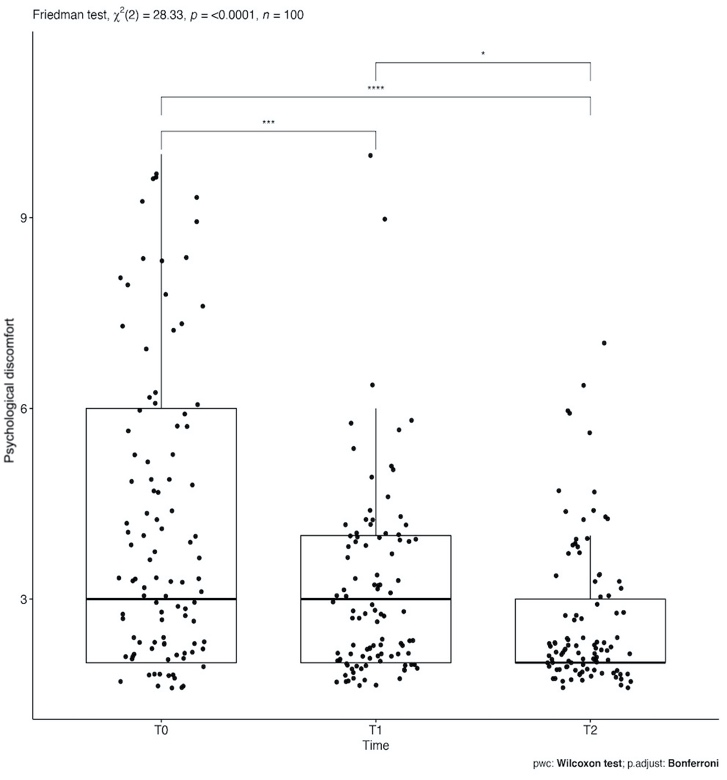 Friedman test, χ²(2) = 28.33, p = <0.0001, n = 100
*
****
***
9
6
3
Psychological discomfort
T0 T1 T2
Time
pwc: Wilcoxon test; p.adjust: Bonferroni